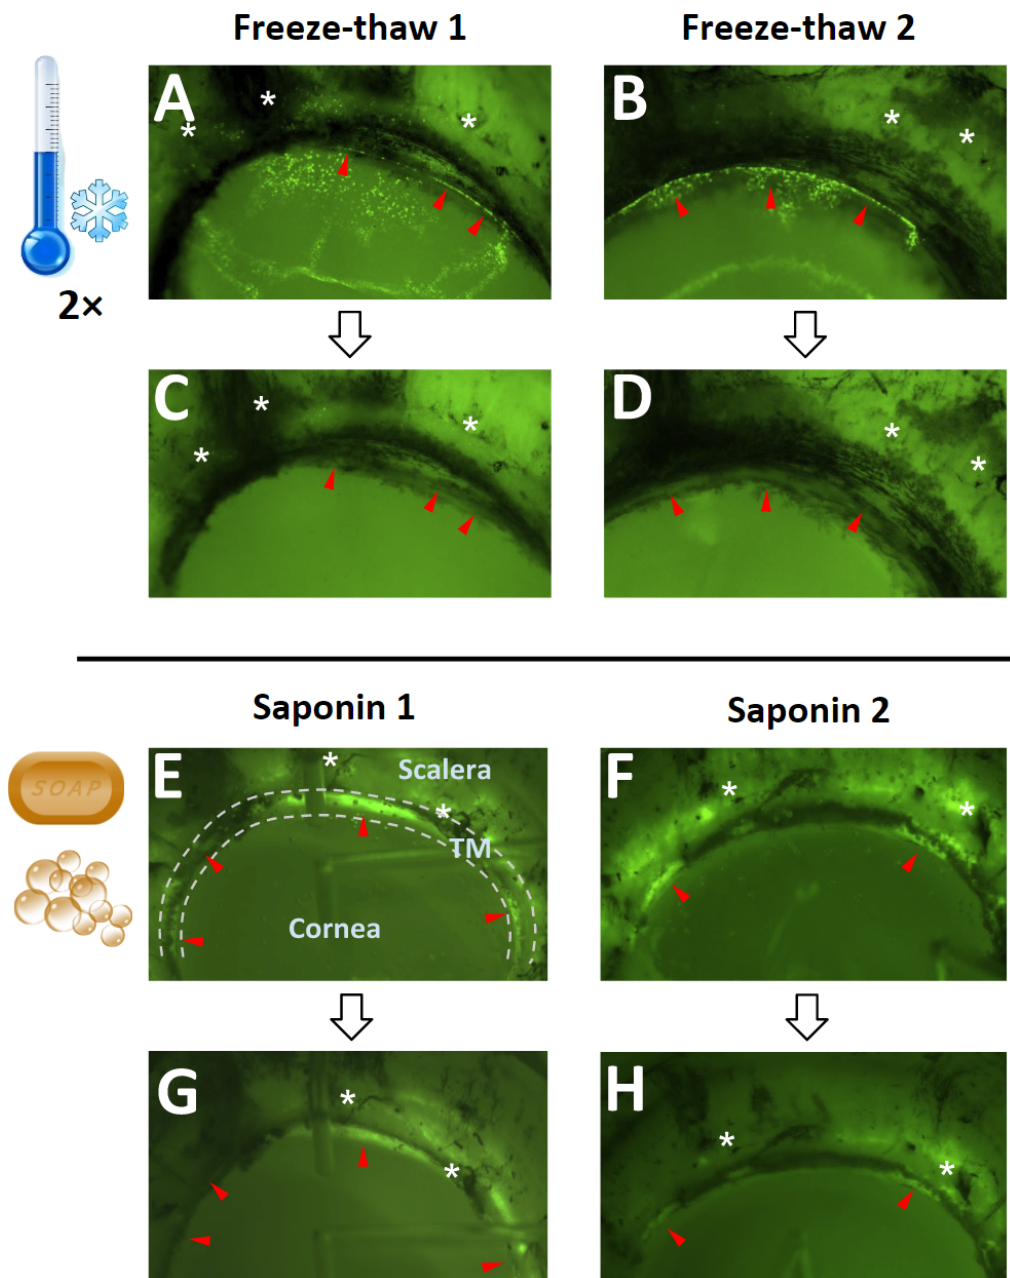 Freeze-thaw 1
Freeze-thaw 2
A
B
2×
C
D
Saponin 1
Saponin 2
SOAP
E
Scalera
TM
Cornea
F
G
H